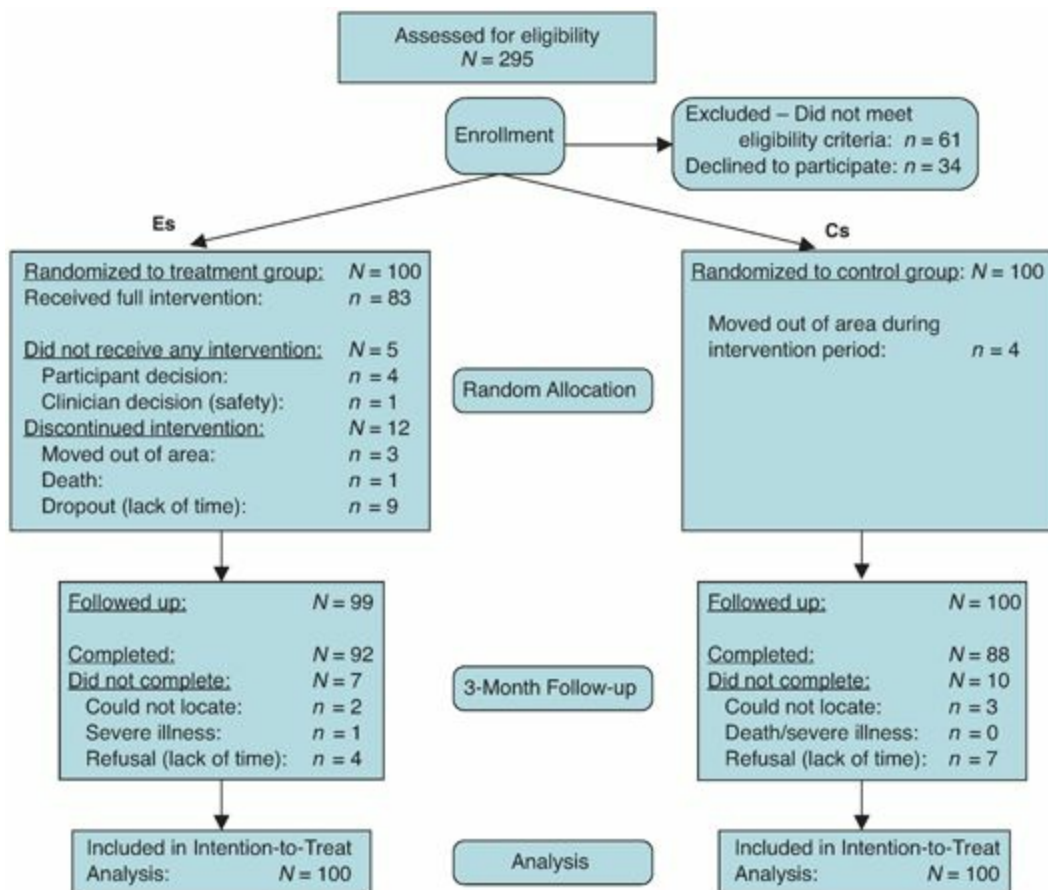 Assessed for eligibility
N = 295
Enrollment
Excluded – Did not meet
eligibility criteria: n = 61
Declined to participate: n = 34
Es
Cs
Randomized to treatment group: N = 100
Received full intervention: n = 83
Did not receive any intervention: N = 5
Participant decision: n = 4
Clinician decision (safety): n = 1
Discontinued intervention: N = 12
Moved out of area: n = 3
Death: n = 1
Dropout (lack of time): n = 9
Random Allocation
Randomized to control group: N = 100
Moved out of area during
intervention period: n = 4
Followed up: N = 99
Completed: N = 92
Did not complete: N = 7
Could not locate: n = 2
Severe illness: n = 1
Refusal (lack of time): n = 4
3-Month Follow-up
Followed up: N = 100
Completed: N = 88
Did not complete: N = 10
Could not locate: n = 3
Death/severe illness: n = 0
Refusal (lack of time): n = 7
Included in Intention-to-Treat
Analysis: N = 100
Analysis
Included in Intention-to-Treat
Analysis: N = 100